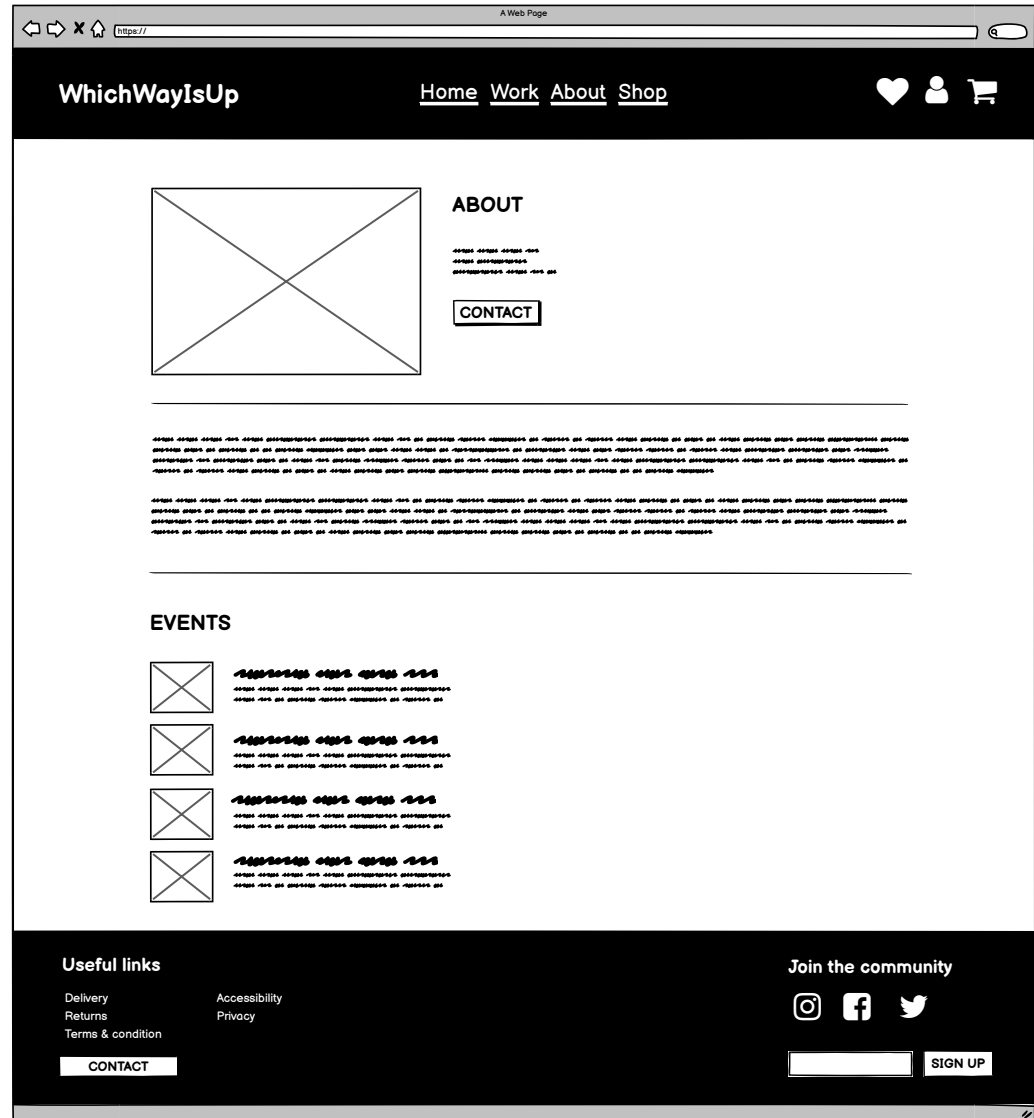 A Web Page
https://
WhichWayIsUp
Home Work About Shop
ABOUT
CONTACT
EVENTS
Useful links
Delivery
Returns
Terms & condition
Accessibility
Privacy
CONTACT
Join the community
SIGN UP